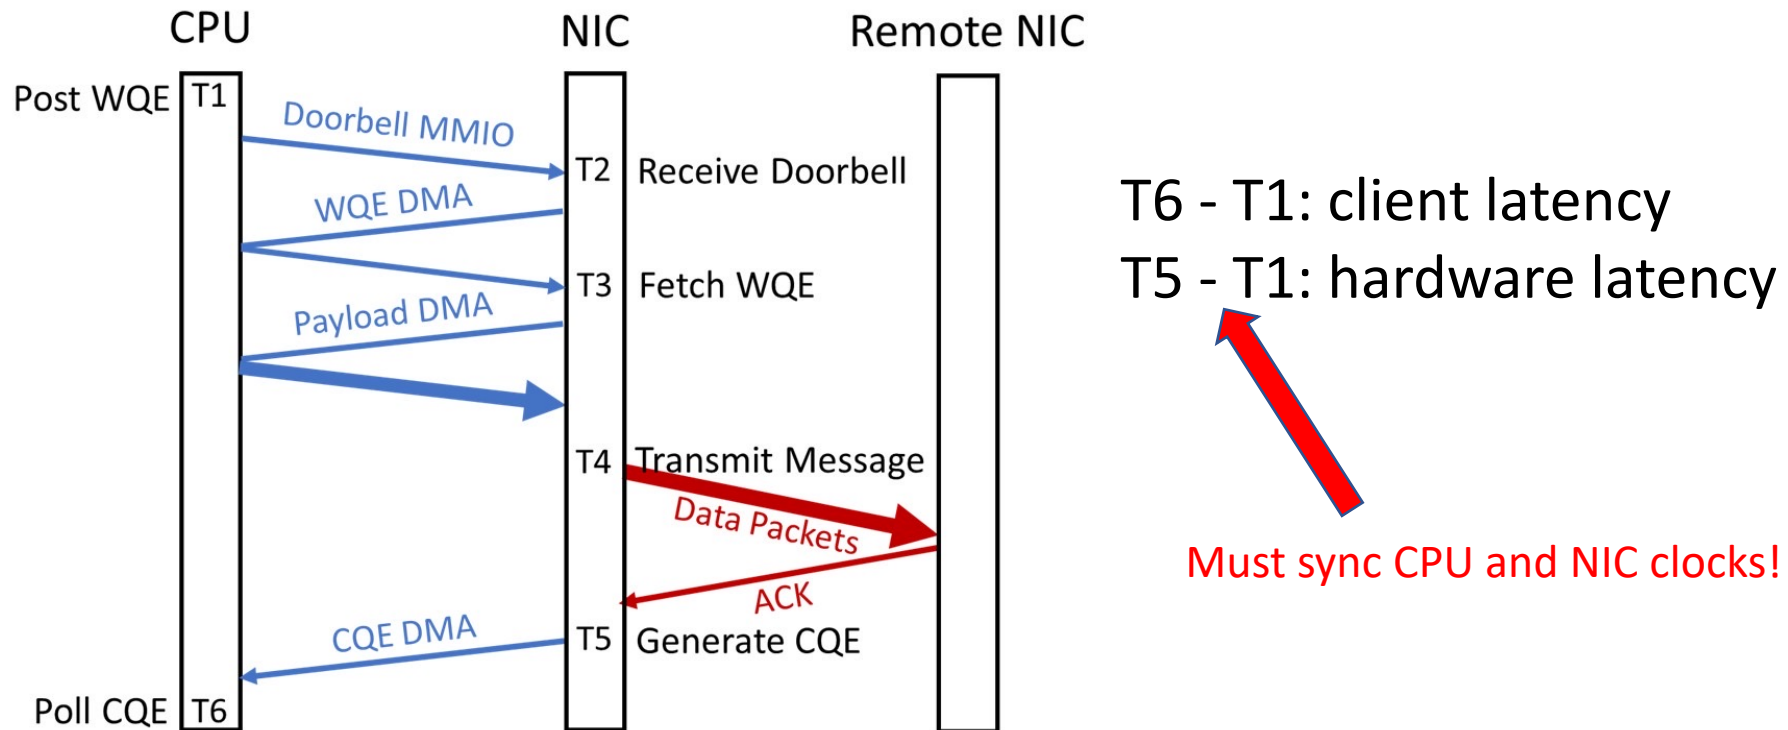 CPU
NIC
Remote NIC
Post WQE
T1
Doorbell MMIO
T2
Receive Doorbell
WQE DMA
T3
Fetch WQE
Payload DMA
T4
Transmit Message
Data Packets
ACK
CQE DMA
T5
Generate CQE
Poll CQE
T6
T6 - T1: client latency
T5 - T1: hardware latency
Must sync CPU and NIC clocks!